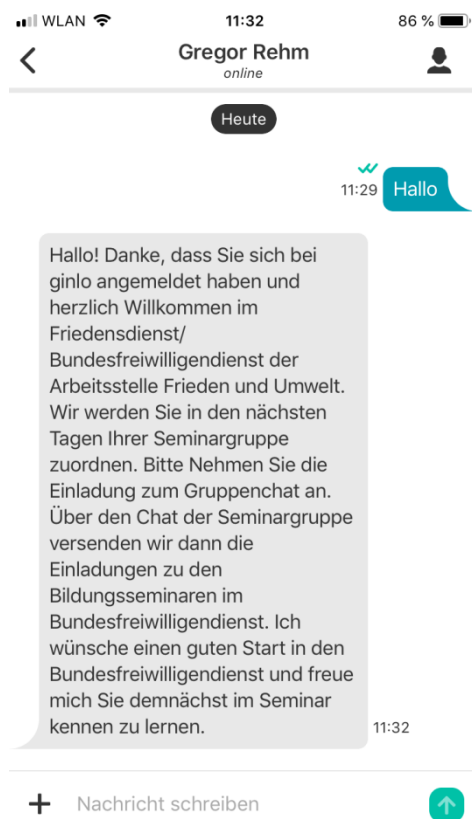 WLAN 11:32 86 %
Gregor Rehm
online
Heute
11:29 Hallo
Hallo! Danke, dass Sie sich bei
ginlo angemeldet haben und
herzlich Willkommen im
Friedensdienst/
Bundesfreiwilligendienst der
Arbeitsstelle Frieden und Umwelt.
Wir werden Sie in den nächsten
Tagen Ihrer Seminargruppe
zuordnen. Bitte Nehmen Sie die
Einladung zum Gruppenchat an.
Über den Chat der Seminargruppe
versenden wir dann die
Einladungen zu den
Bildungsseminaren im
Bundesfreiwilligendienst. Ich
wünsche einen guten Start in den
Bundesfreiwilligendienst und freue
mich Sie demnächst im Seminar
kennen zu lernen. 11:32
Nachricht schreiben